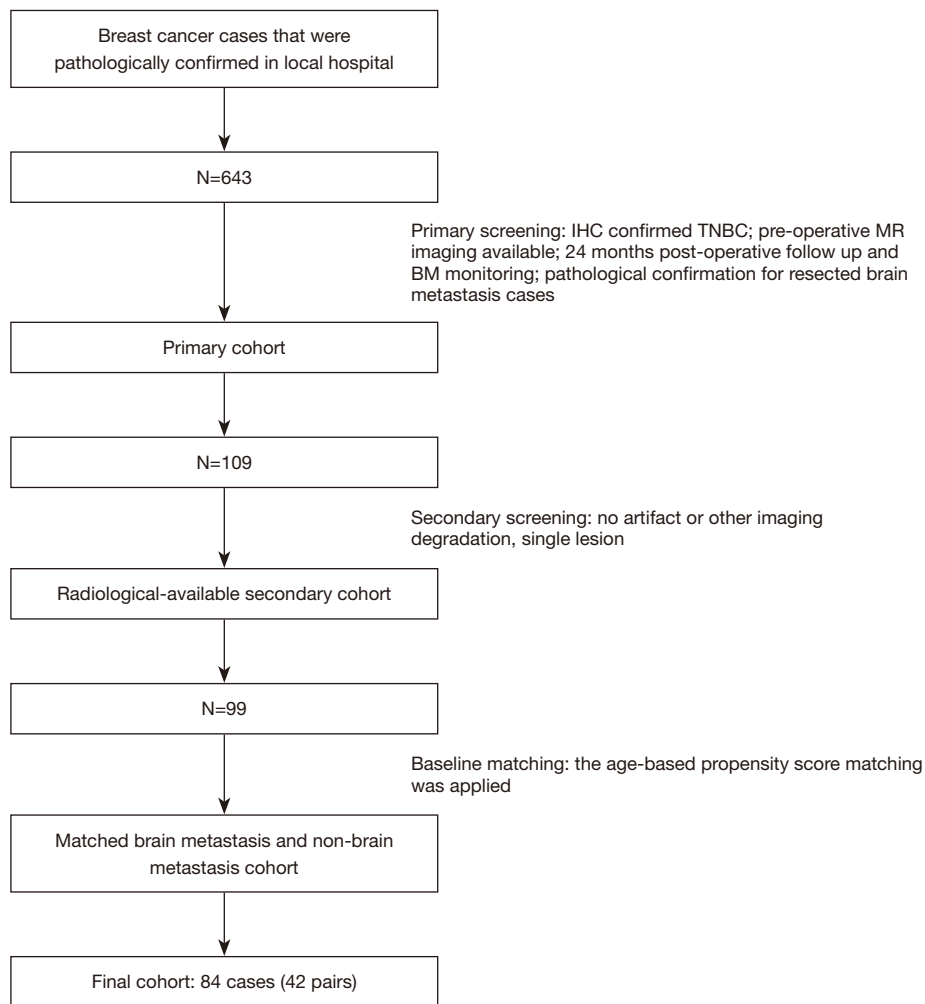 Breast cancer cases that were
pathologically confirmed in local hospital
N=643
Primary screening: IHC confirmed TNBC; pre-operative MR
imaging available; 24 months post-operative follow up and
BM monitoring; pathological confirmation for resected brain
metastasis cases
Primary cohort
N=109
Secondary screening: no artifact or other imaging
degradation, single lesion
Radiological-available secondary cohort
N=99
Baseline matching: the age-based propensity score matching
was applied
Matched brain metastasis and non-brain
metastasis cohort
Final cohort: 84 cases (42 pairs)